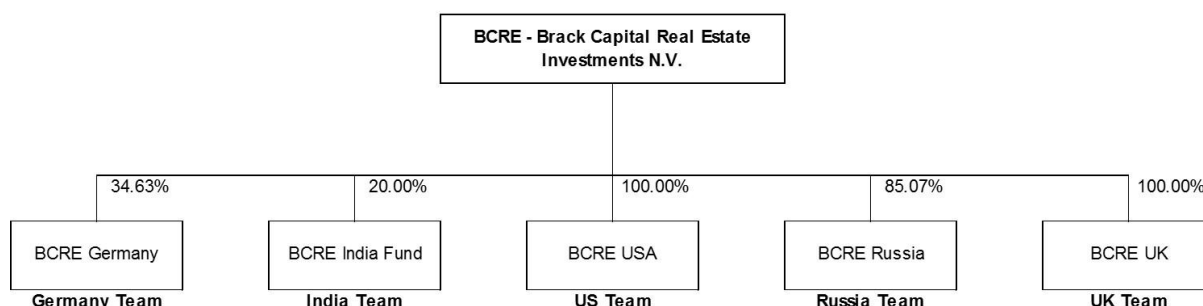 BCRE - Brack Capital Real Estate
Investments N.V.
34.63%
20.00%
100.00%
85.07%
100.00%
BCRE Germany
BCRE India Fund
BCRE USA
BCRE Russia
BCRE UK
Germany Team
India Team
US Team
Russia Team
UK Team